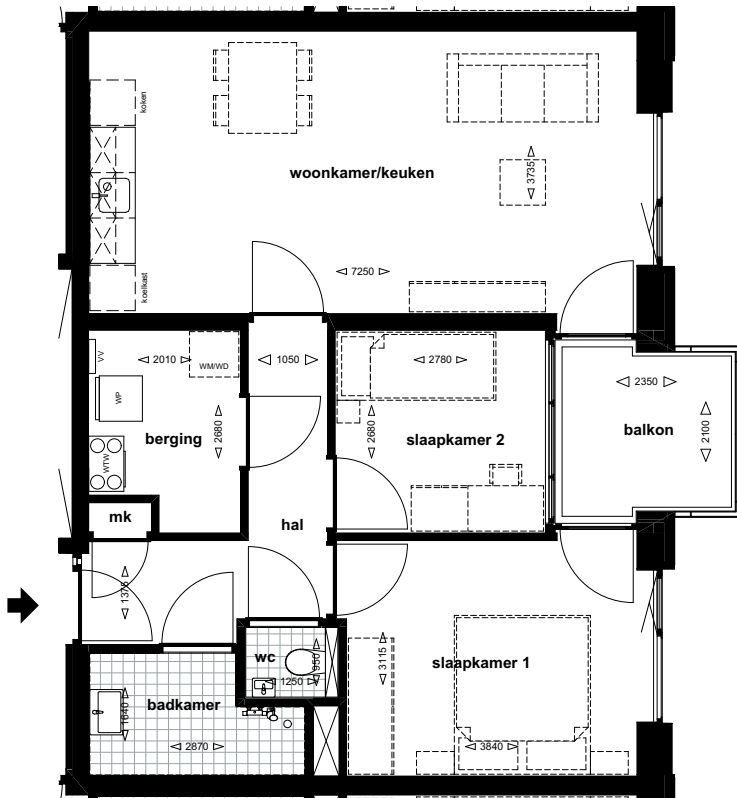 koken
woonkamer/keuken
3735
koelkast
7250
VV
2010
WM/WD
1050
2780
2350
WP
berging
2680
2680
slaapkamer 2
balkon
2100
WTW
mk
hal
1375
wc
950
1250
3115
slaapkamer 1
badkamer
1640
2870
3840